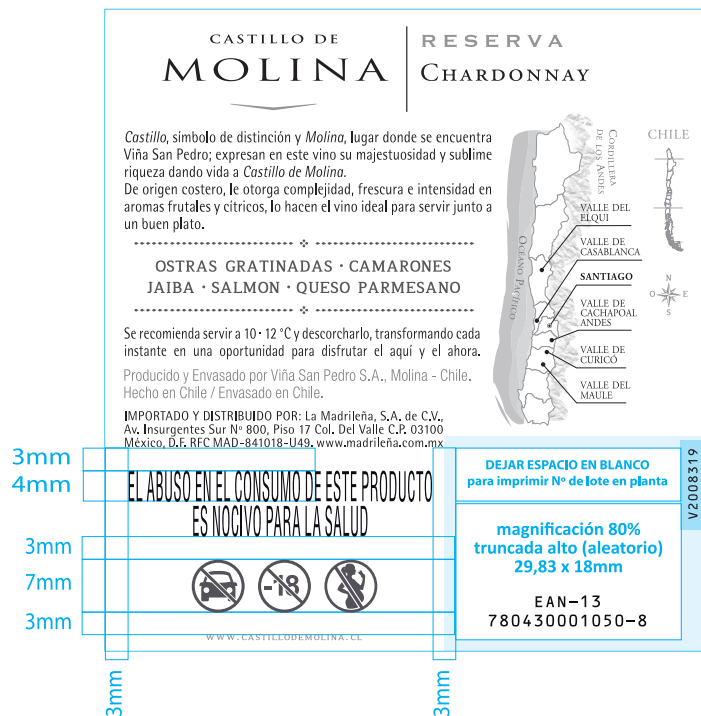 CASTILLO DE
MOLINA
RESERVA
CHARDONNAY
Castillo, símbolo de distinción y Molina, lugar donde se encuentra
Viña San Pedro; expresan en este vino su majestuosidad y sublime
riqueza dando vida a Castillo de Molina.
De origen costero, le otorga complejidad, frescura e intensidad en
aromas frutales y cítricos, lo hacen el vino ideal para servir junto a
un buen plato.
OSTRAS GRATINADAS · CAMARONES
JAIBA · SALMON · QUESO PARMESANO
Se recomienda servir a 10 · 12 °C y descorcharlo, transformando cada
instante en una oportunidad para disfrutar el aquí y el ahora.
Producido y Envasado por Viña San Pedro S.A., Molina - Chile.
Hecho en Chile / Envasado en Chile.
IMPORTADO Y DISTRIBUIDO POR: La Madrileña, S.A. de C.V.,
Av. Insurgentes Sur Nº 800, Piso 17 Col. Del Valle C.P. 03100
México, D.F. RFC MAD-841018-U49. www.madrileña.com.mx
CORDILLERA
DE LOS ANDES
CHILE
OCEANO PACIFICO
VALLE DEL
ELQUI
VALLE DE
CASABLANCA
SANTIAGO
VALLE DE
CACHAPOAL
ANDES
VALLE DE
CURICÓ
VALLE DEL
MAULE
N
O E
S
3mm
4mm
EL ABUSO EN EL CONSUMO DE ESTE PRODUCTO
ES NOCIVO PARA LA SALUD
3mm
7mm
-18
3mm
WWW.CASTILLODEMOLINA.CL
3mm
3mm
DEJAR ESPACIO EN BLANCO
para imprimir Nº de lote en planta
V2008319
magnificación 80%
truncada alto (aleatorio)
29,83 x 18mm
EAN-13
780430001050-8